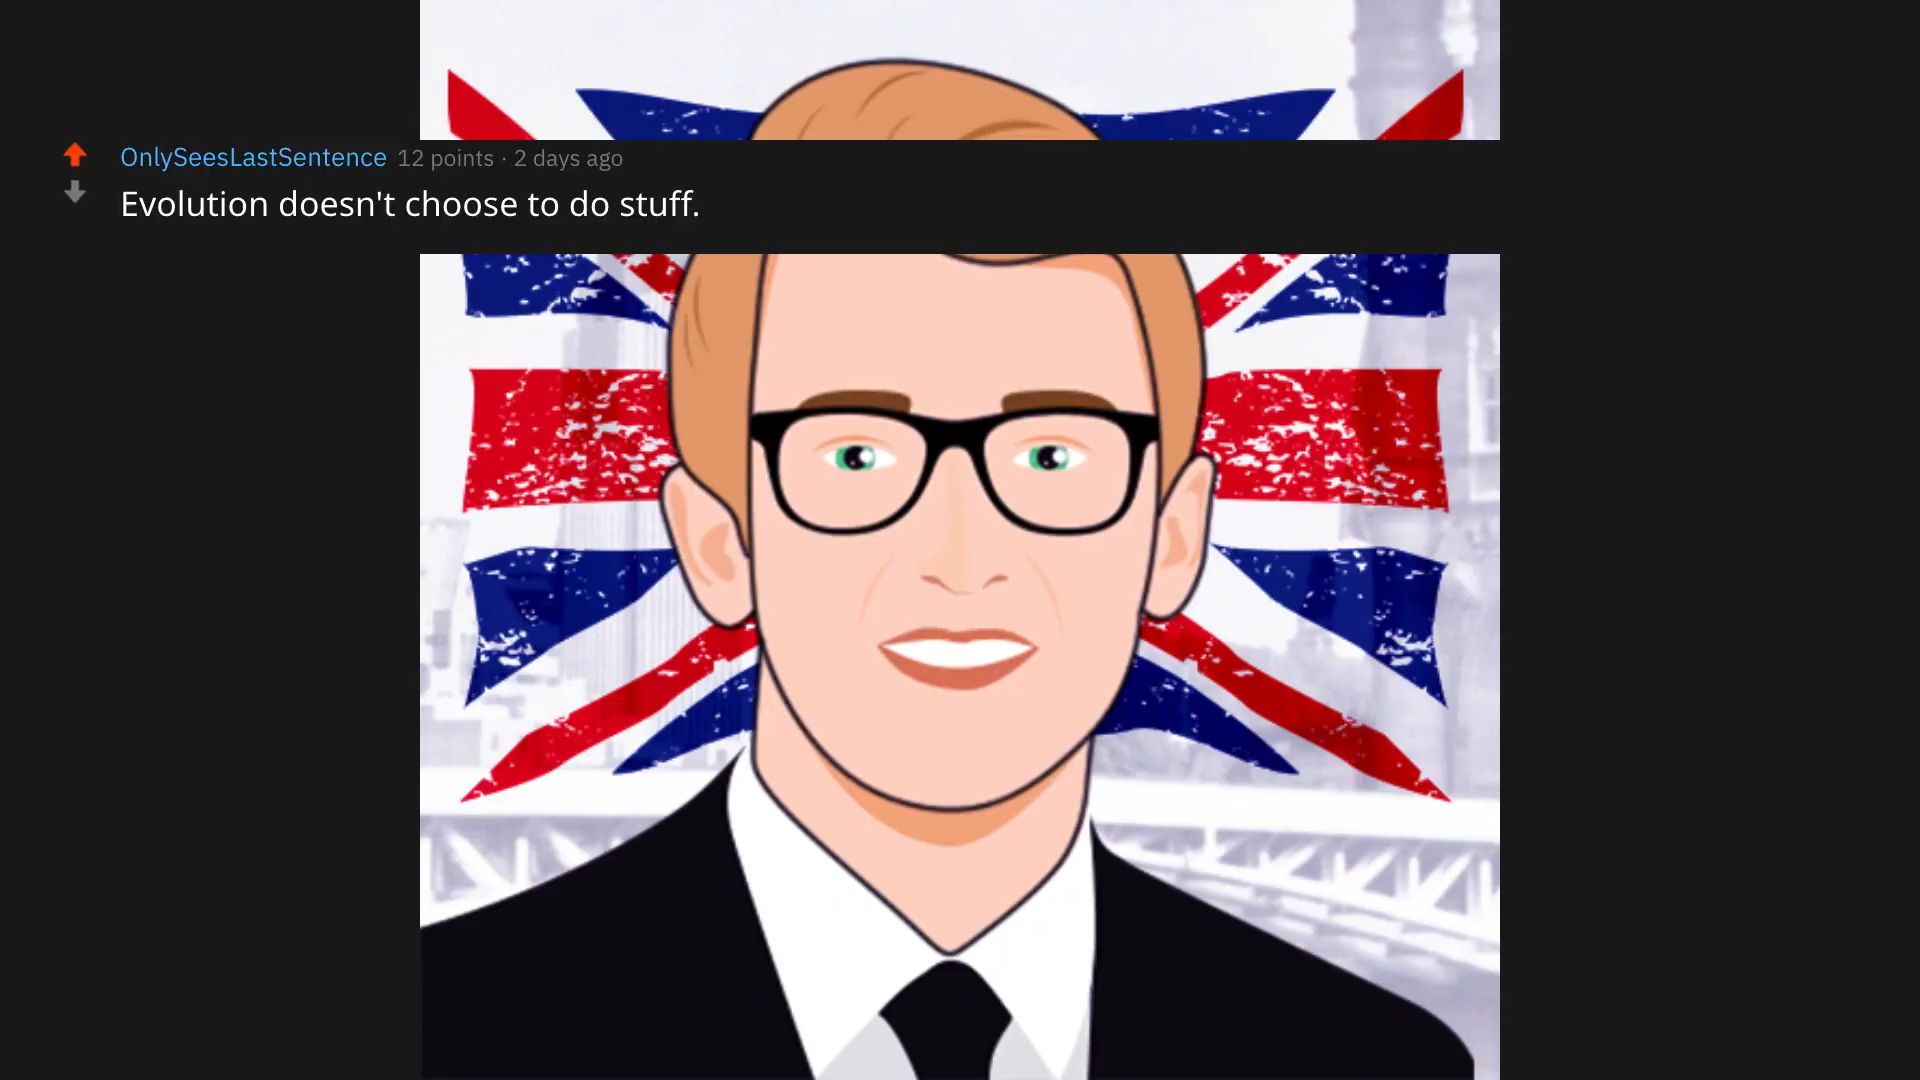 OnlySeesLastSentence 12 points · 2 days ago
Evolution doesn't choose to do stuff.